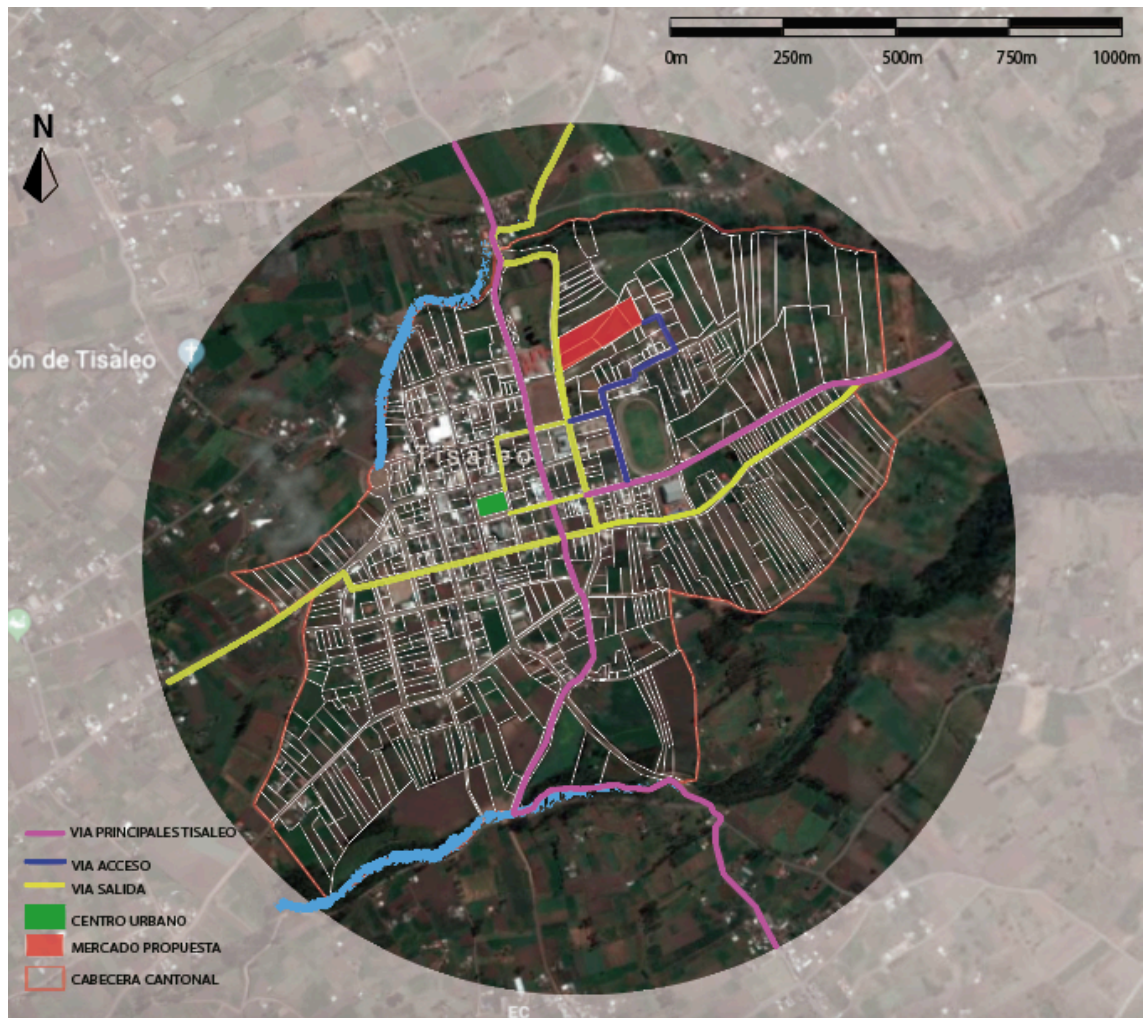 0m 250m 500m 750m 1000m
N
ón de Tisaleo
Tisaleo
VIA PRINCIPALES TISALEO
VIA ACCESO
VIA SALIDA
CENTRO URBANO
MERCADO PROPUESTA
CABECERA CANTONAL
EC